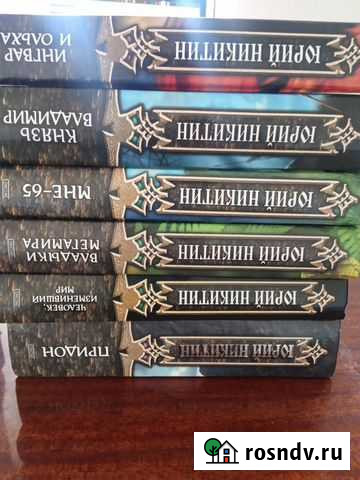 ИНГВАР
И ОЛЬХА
ЮРИЙ НИКИТИН
КНЯЗЬ
ВЛАДИМИР
ЮРИЙ НИКИТИН
МНЕ-65
ЮРИЙ НИКИТИН
ВЛАДЫКИ
МЕГАМИРА
ЮРИЙ НИКИТИН
ЧЕЛОВЕК,
ИЗМЕНИВШИЙ
МИР
ЮРИЙ НИКИТИН
ПРИДОН
ЮРИЙ НИКИТИН
rosndv.ru